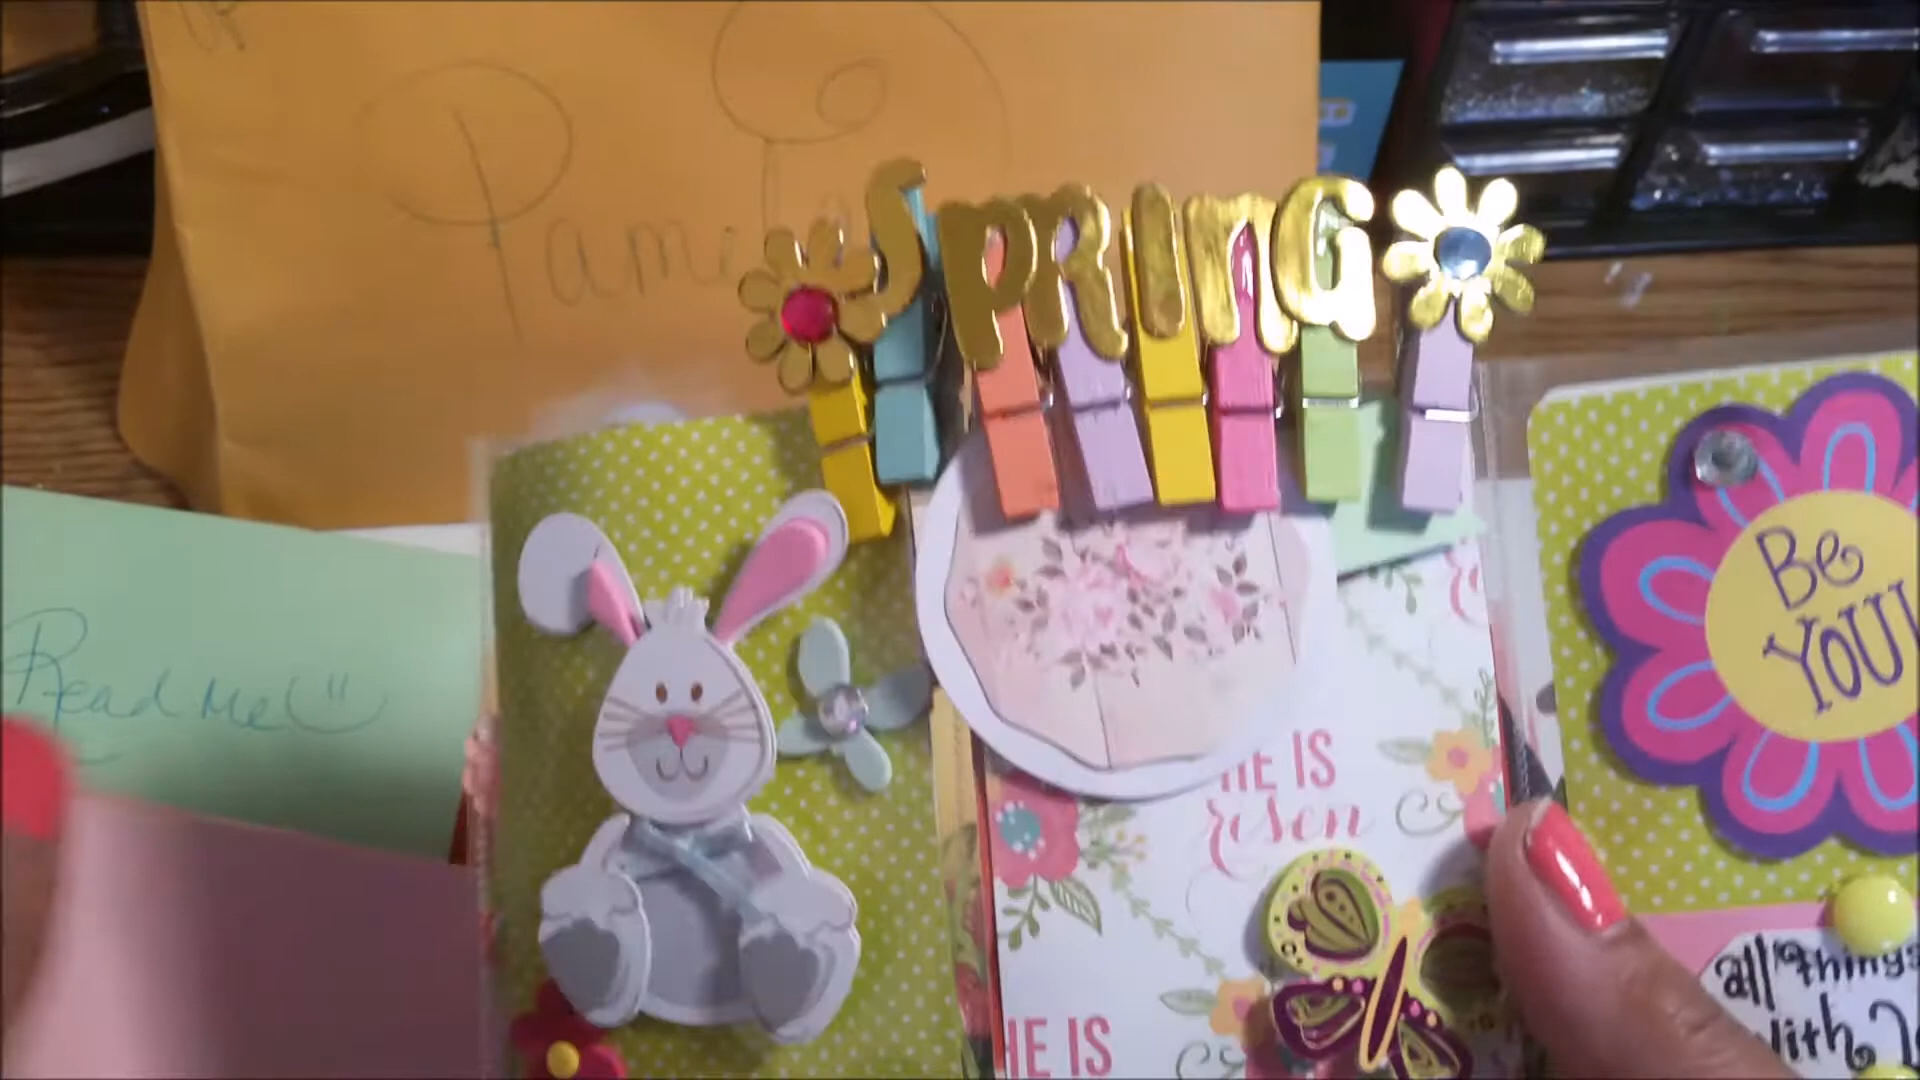 Pam
SPRING
Be
YOU!
Read Me
HE IS
risen
HE IS
all things
with